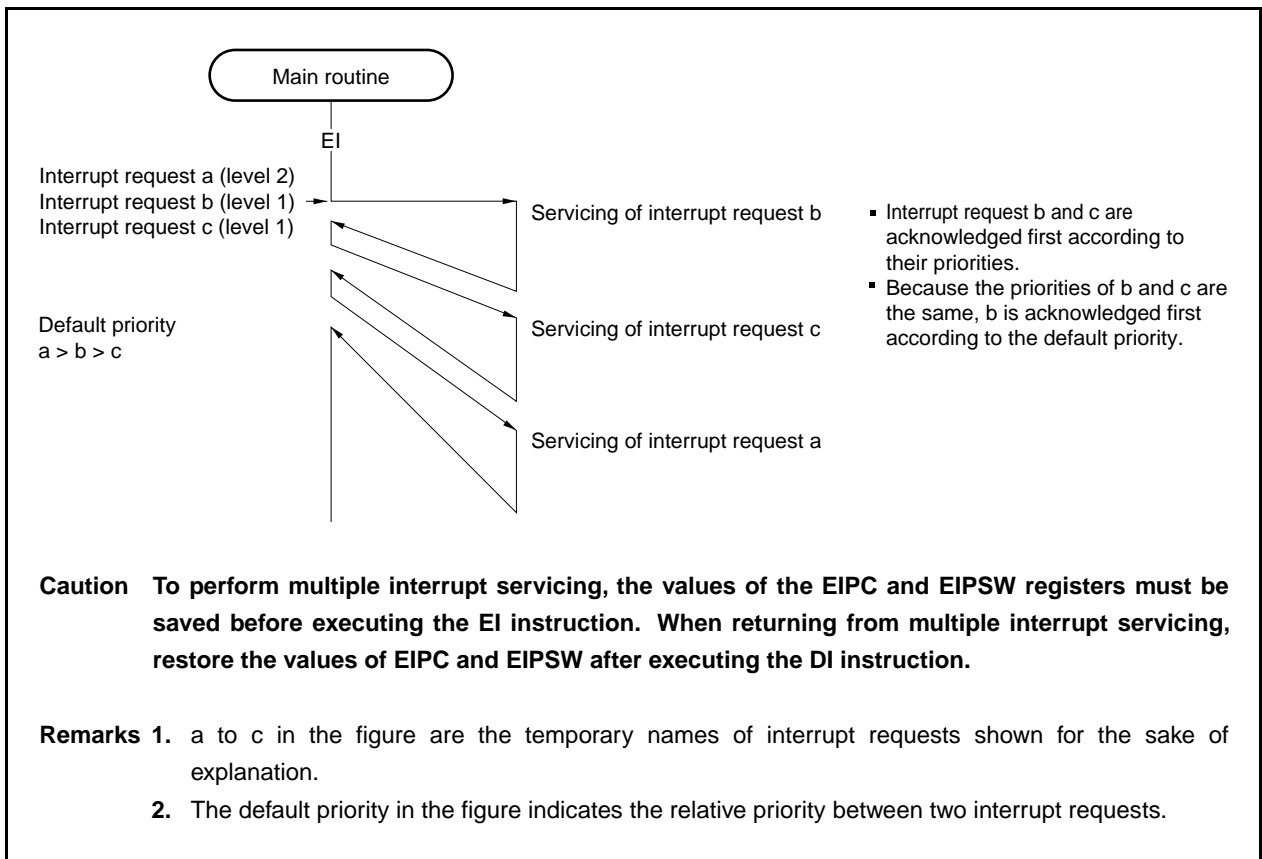 Main routine
EI
Interrupt request a (level 2)
Interrupt request b (level 1)
Interrupt request c (level 1)
Servicing of interrupt request b
▪ Interrupt request b and c are
acknowledged first according to
their priorities.
▪ Because the priorities of b and c are
the same, b is acknowledged first
according to the default priority.
Default priority
a > b > c
Servicing of interrupt request c
Servicing of interrupt request a
Caution To perform multiple interrupt servicing, the values of the EIPC and EIPSW registers must be
saved before executing the EI instruction. When returning from multiple interrupt servicing,
restore the values of EIPC and EIPSW after executing the DI instruction.
Remarks 1. a to c in the figure are the temporary names of interrupt requests shown for the sake of
explanation.
2. The default priority in the figure indicates the relative priority between two interrupt requests.